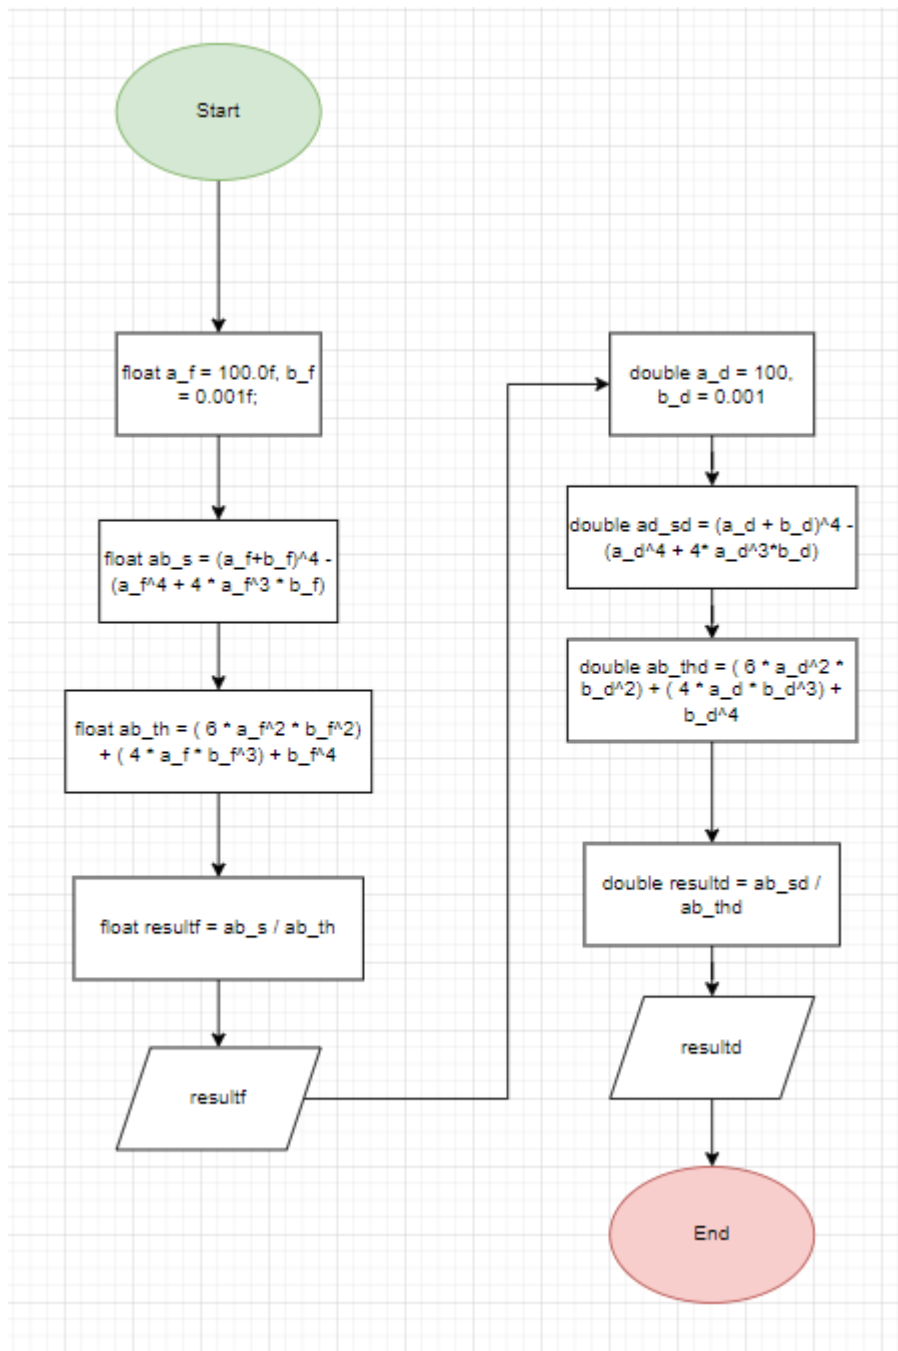 Start
float a_f = 100.0f, b_f
= 0.001f;
float ab_s = (a_f+b_f)^4 -
(a_f^4 + 4 * a_f^3 * b_f)
float ab_th = ( 6 * a_f^2 * b_f^2)
+ ( 4 * a_f * b_f^3) + b_f^4
float resultf = ab_s / ab_th
resultf
double a_d = 100,
b_d = 0.001
double ad_sd = (a_d + b_d)^4 -
(a_d^4 + 4* a_d^3*b_d)
double ab_thd = ( 6 * a_d^2 *
b_d^2) + ( 4 * a_d * b_d^3) +
b_d^4
double resultd = ab_sd /
ab_thd
resultd
End